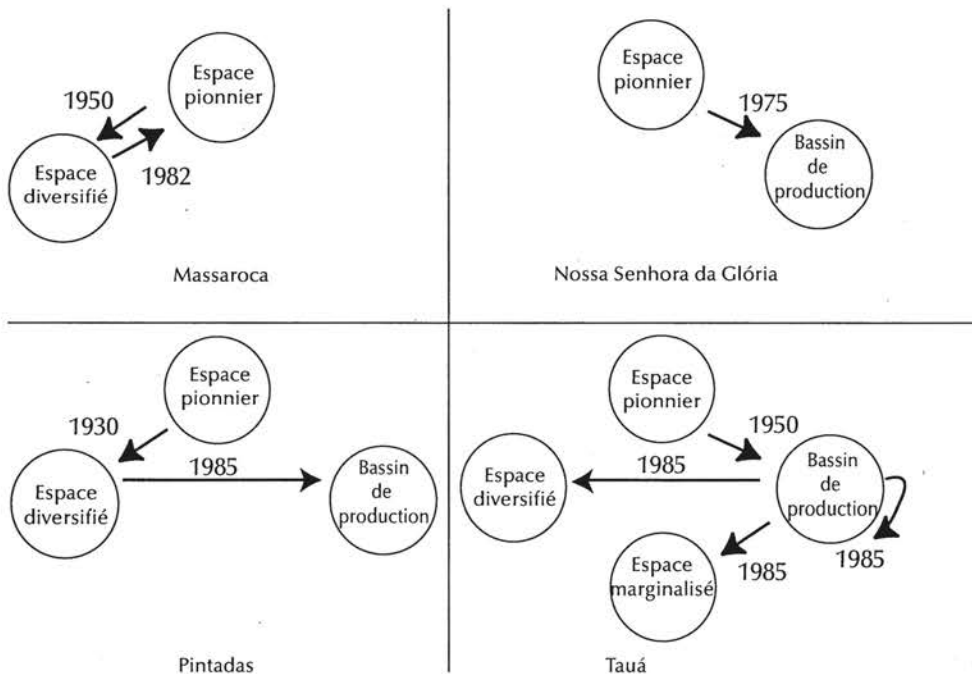 Espace
pionnier
1950
1982
Espace
diversifié
Massaroca
Espace
pionnier
1975
Bassin
de
production
Nossa Senhora da Glória
Espace
pionnier
1930
1985
Espace
diversifié
Bassin
de
production
Pintadas
Espace
pionnier
1950
1985
Espace
diversifié
Bassin
de
production
1985
1985
Espace
marginalisé
Tauá